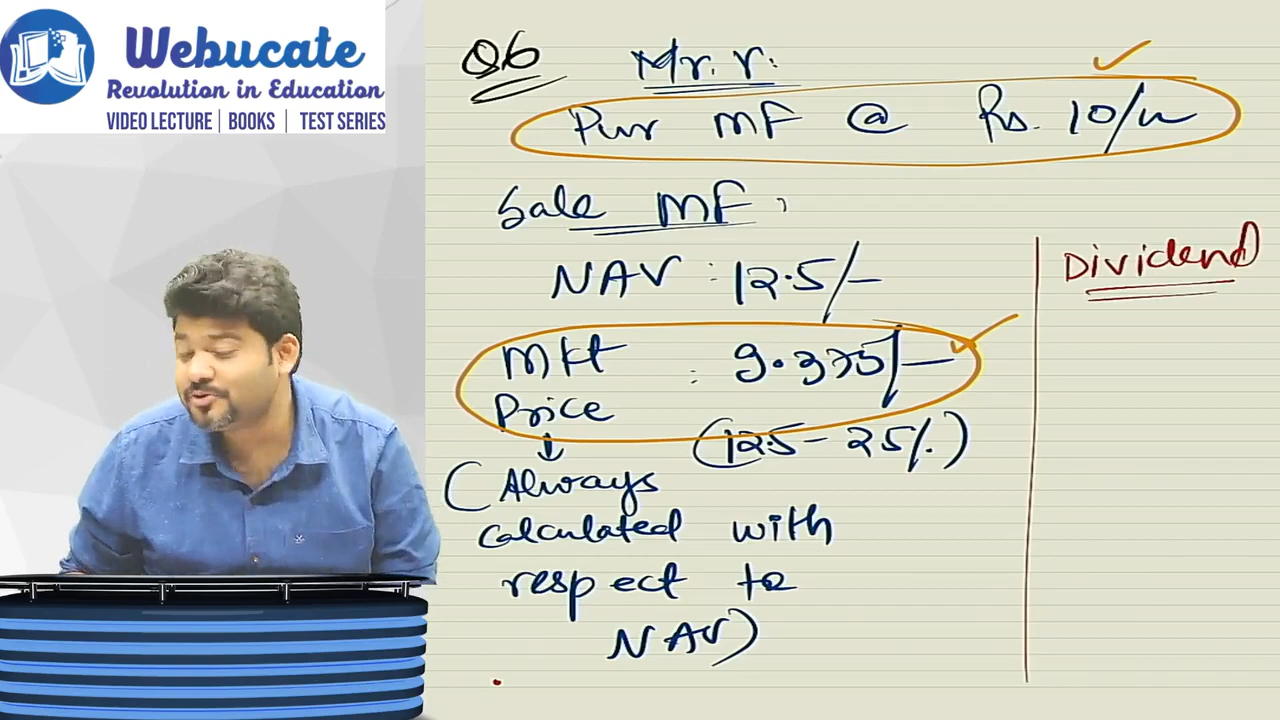 Webucate
Revolution in Education
VIDEO LECTURE | BOOKS | TEST SERIES
Q6 Mr. r:
Pur MF @ Rs. 10/u
Sale MF:
NAV : 12.5/-
Mkt : 9.375/-
Price
(12.5 - 25%)
(Always
calculated with
respect to
NAV)
Dividend